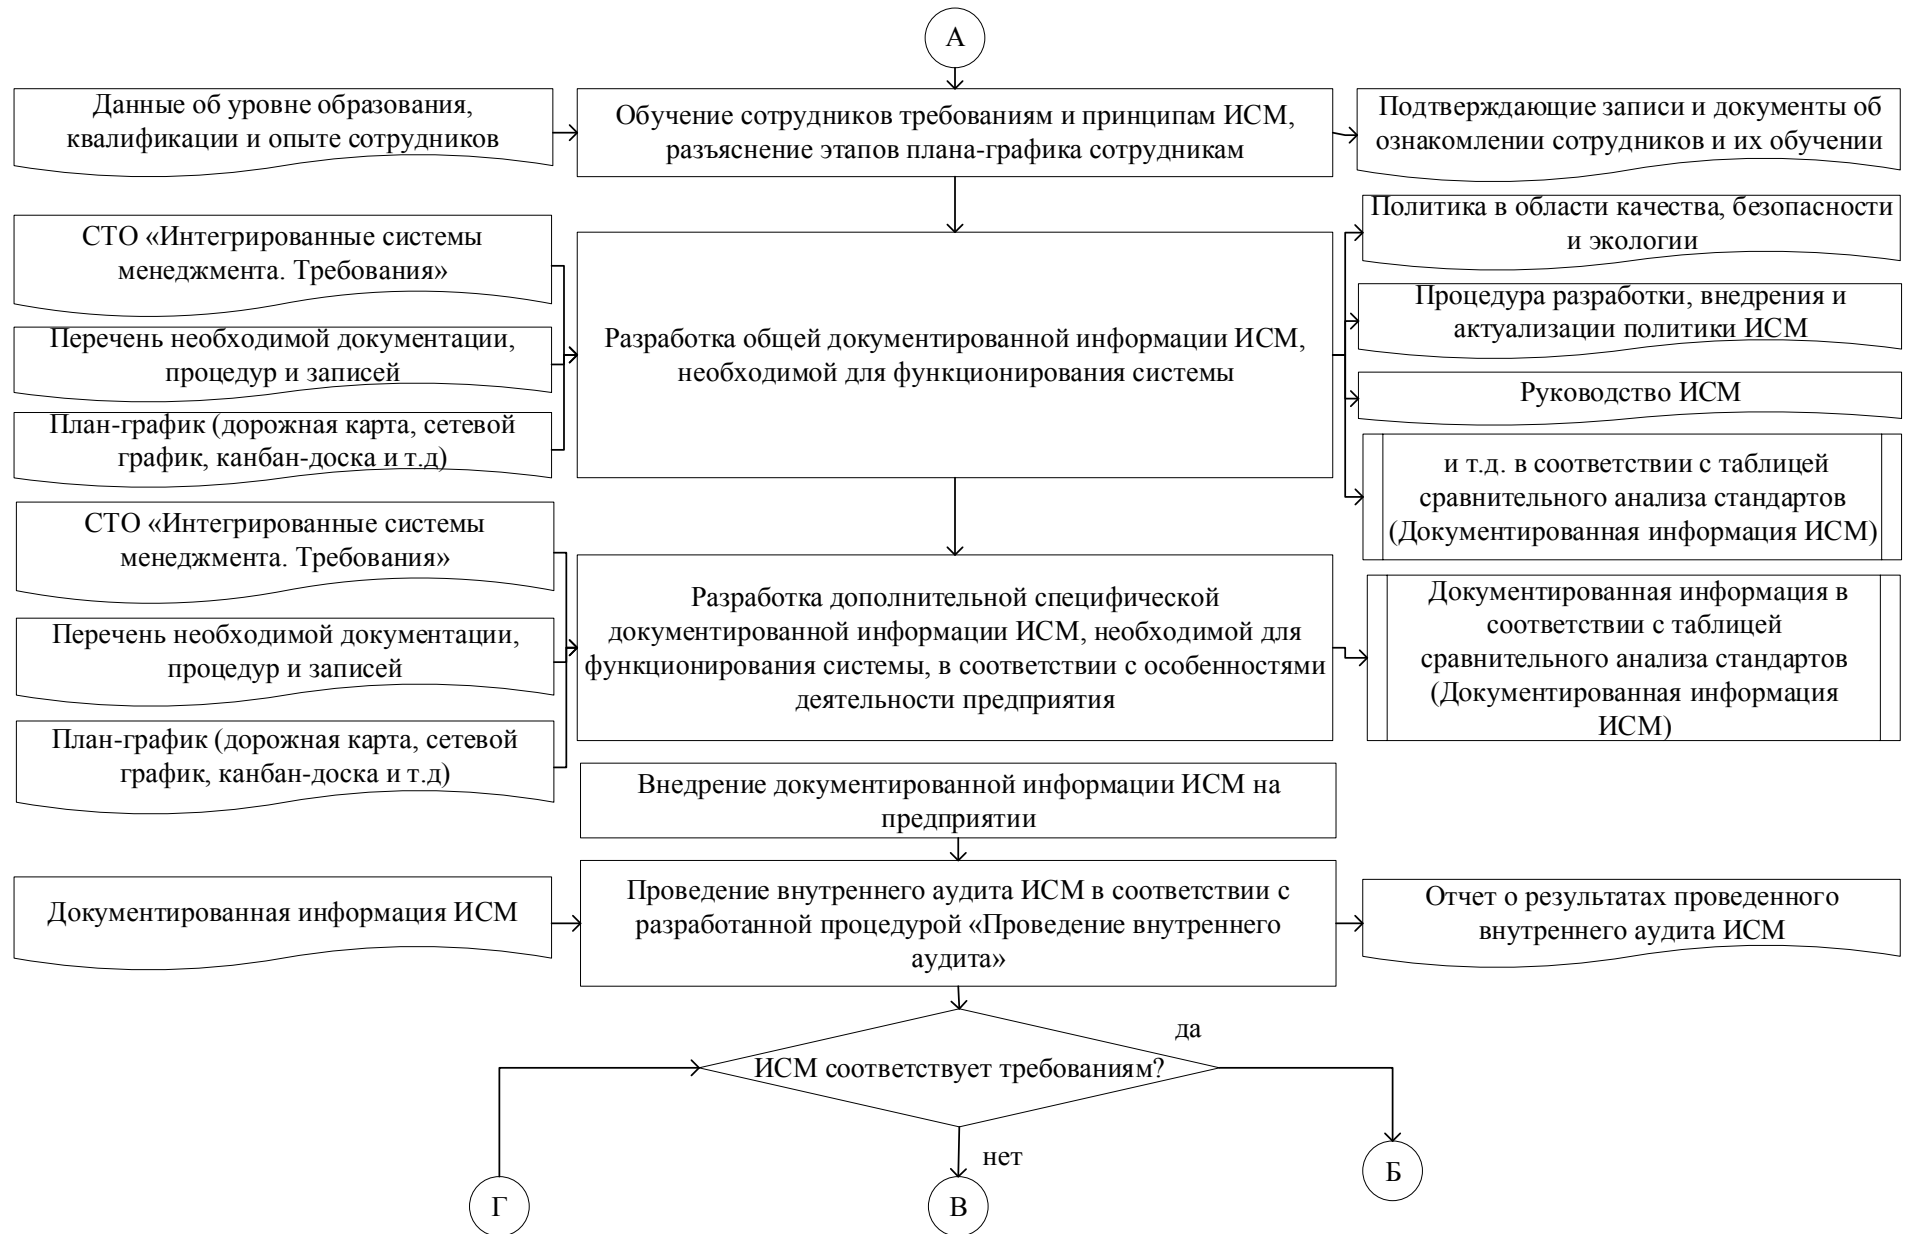 А
Данные об уровне образования,
квалификации и опыте сотрудников
Обучение сотрудников требованиям и принципам ИСМ,
разъяснение этапов плана-графика сотрудникам
Подтверждающие записи и документы об
ознакомлении сотрудников и их обучении
СТО «Интегрированные системы
менеджмента. Требования»
Перечень необходимой документации,
процедур и записей
План-график (дорожная карта, сетевой
график, канбан-доска и т.д)
Разработка общей документированной информации ИСМ,
необходимой для функционирования системы
Политика в области качества, безопасности
и экологии
Процедура разработки, внедрения и
актуализации политики ИСМ
Руководство ИСМ
и т.д. в соответствии с таблицей
сравнительного анализа стандартов
(Документированная информация ИСМ)
СТО «Интегрированные системы
менеджмента. Требования»
Перечень необходимой документации,
процедур и записей
План-график (дорожная карта, сетевой
график, канбан-доска и т.д)
Разработка дополнительной специфической
документированной информации ИСМ, необходимой для
функционирования системы, в соответствии с особенностями
деятельности предприятия
Документированная информация в
соответствии с таблицей
сравнительного анализа стандартов
(Документированная информация
ИСМ)
Внедрение документированной информации ИСМ на
предприятии
Документированная информация ИСМ
Проведение внутреннего аудита ИСМ в соответствии с
разработанной процедурой «Проведение внутреннего
аудита»
Отчет о результатах проведенного
внутреннего аудита ИСМ
да
ИСМ соответствует требованиям?
нет
Б
Г
В